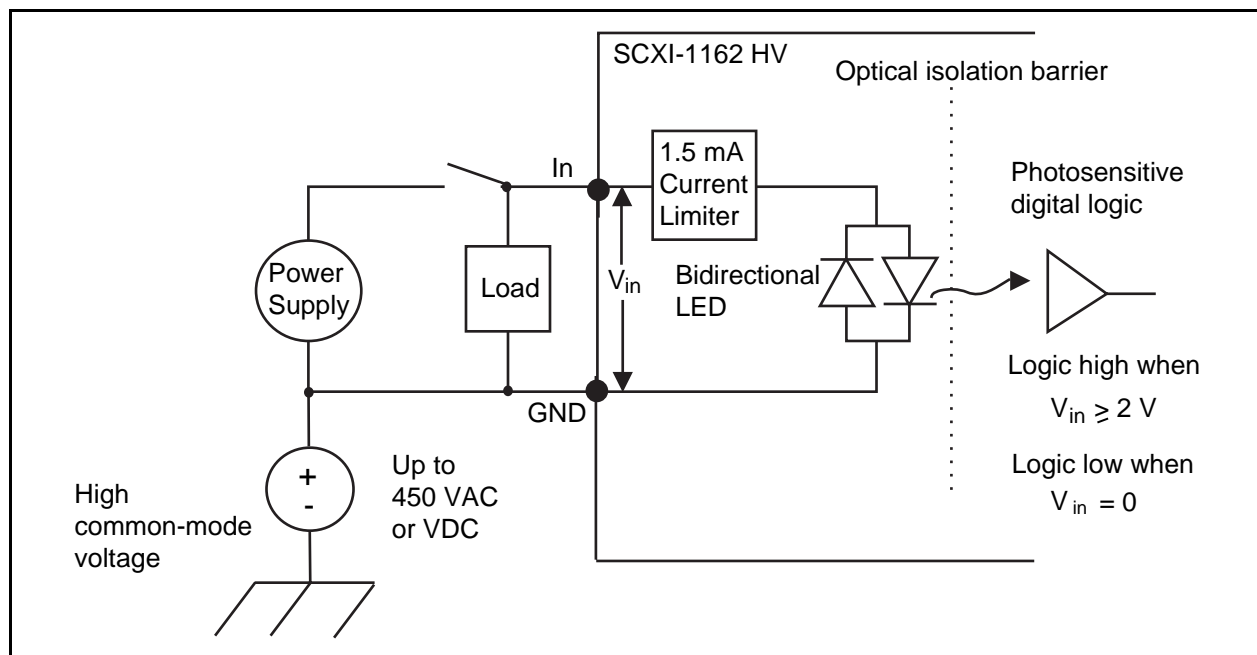 SCXI-1162 HV
Optical isolation barrier
In
1.5 mA
Current
Limiter
Photosensitive
digital logic
Power
Supply
Load
Vin
Bidirectional
LED
Logic high when
Vin ≥ 2 V
GND
Logic low when
Vin = 0
High
common-mode
voltage
+
-
Up to
450 VAC
or VDC